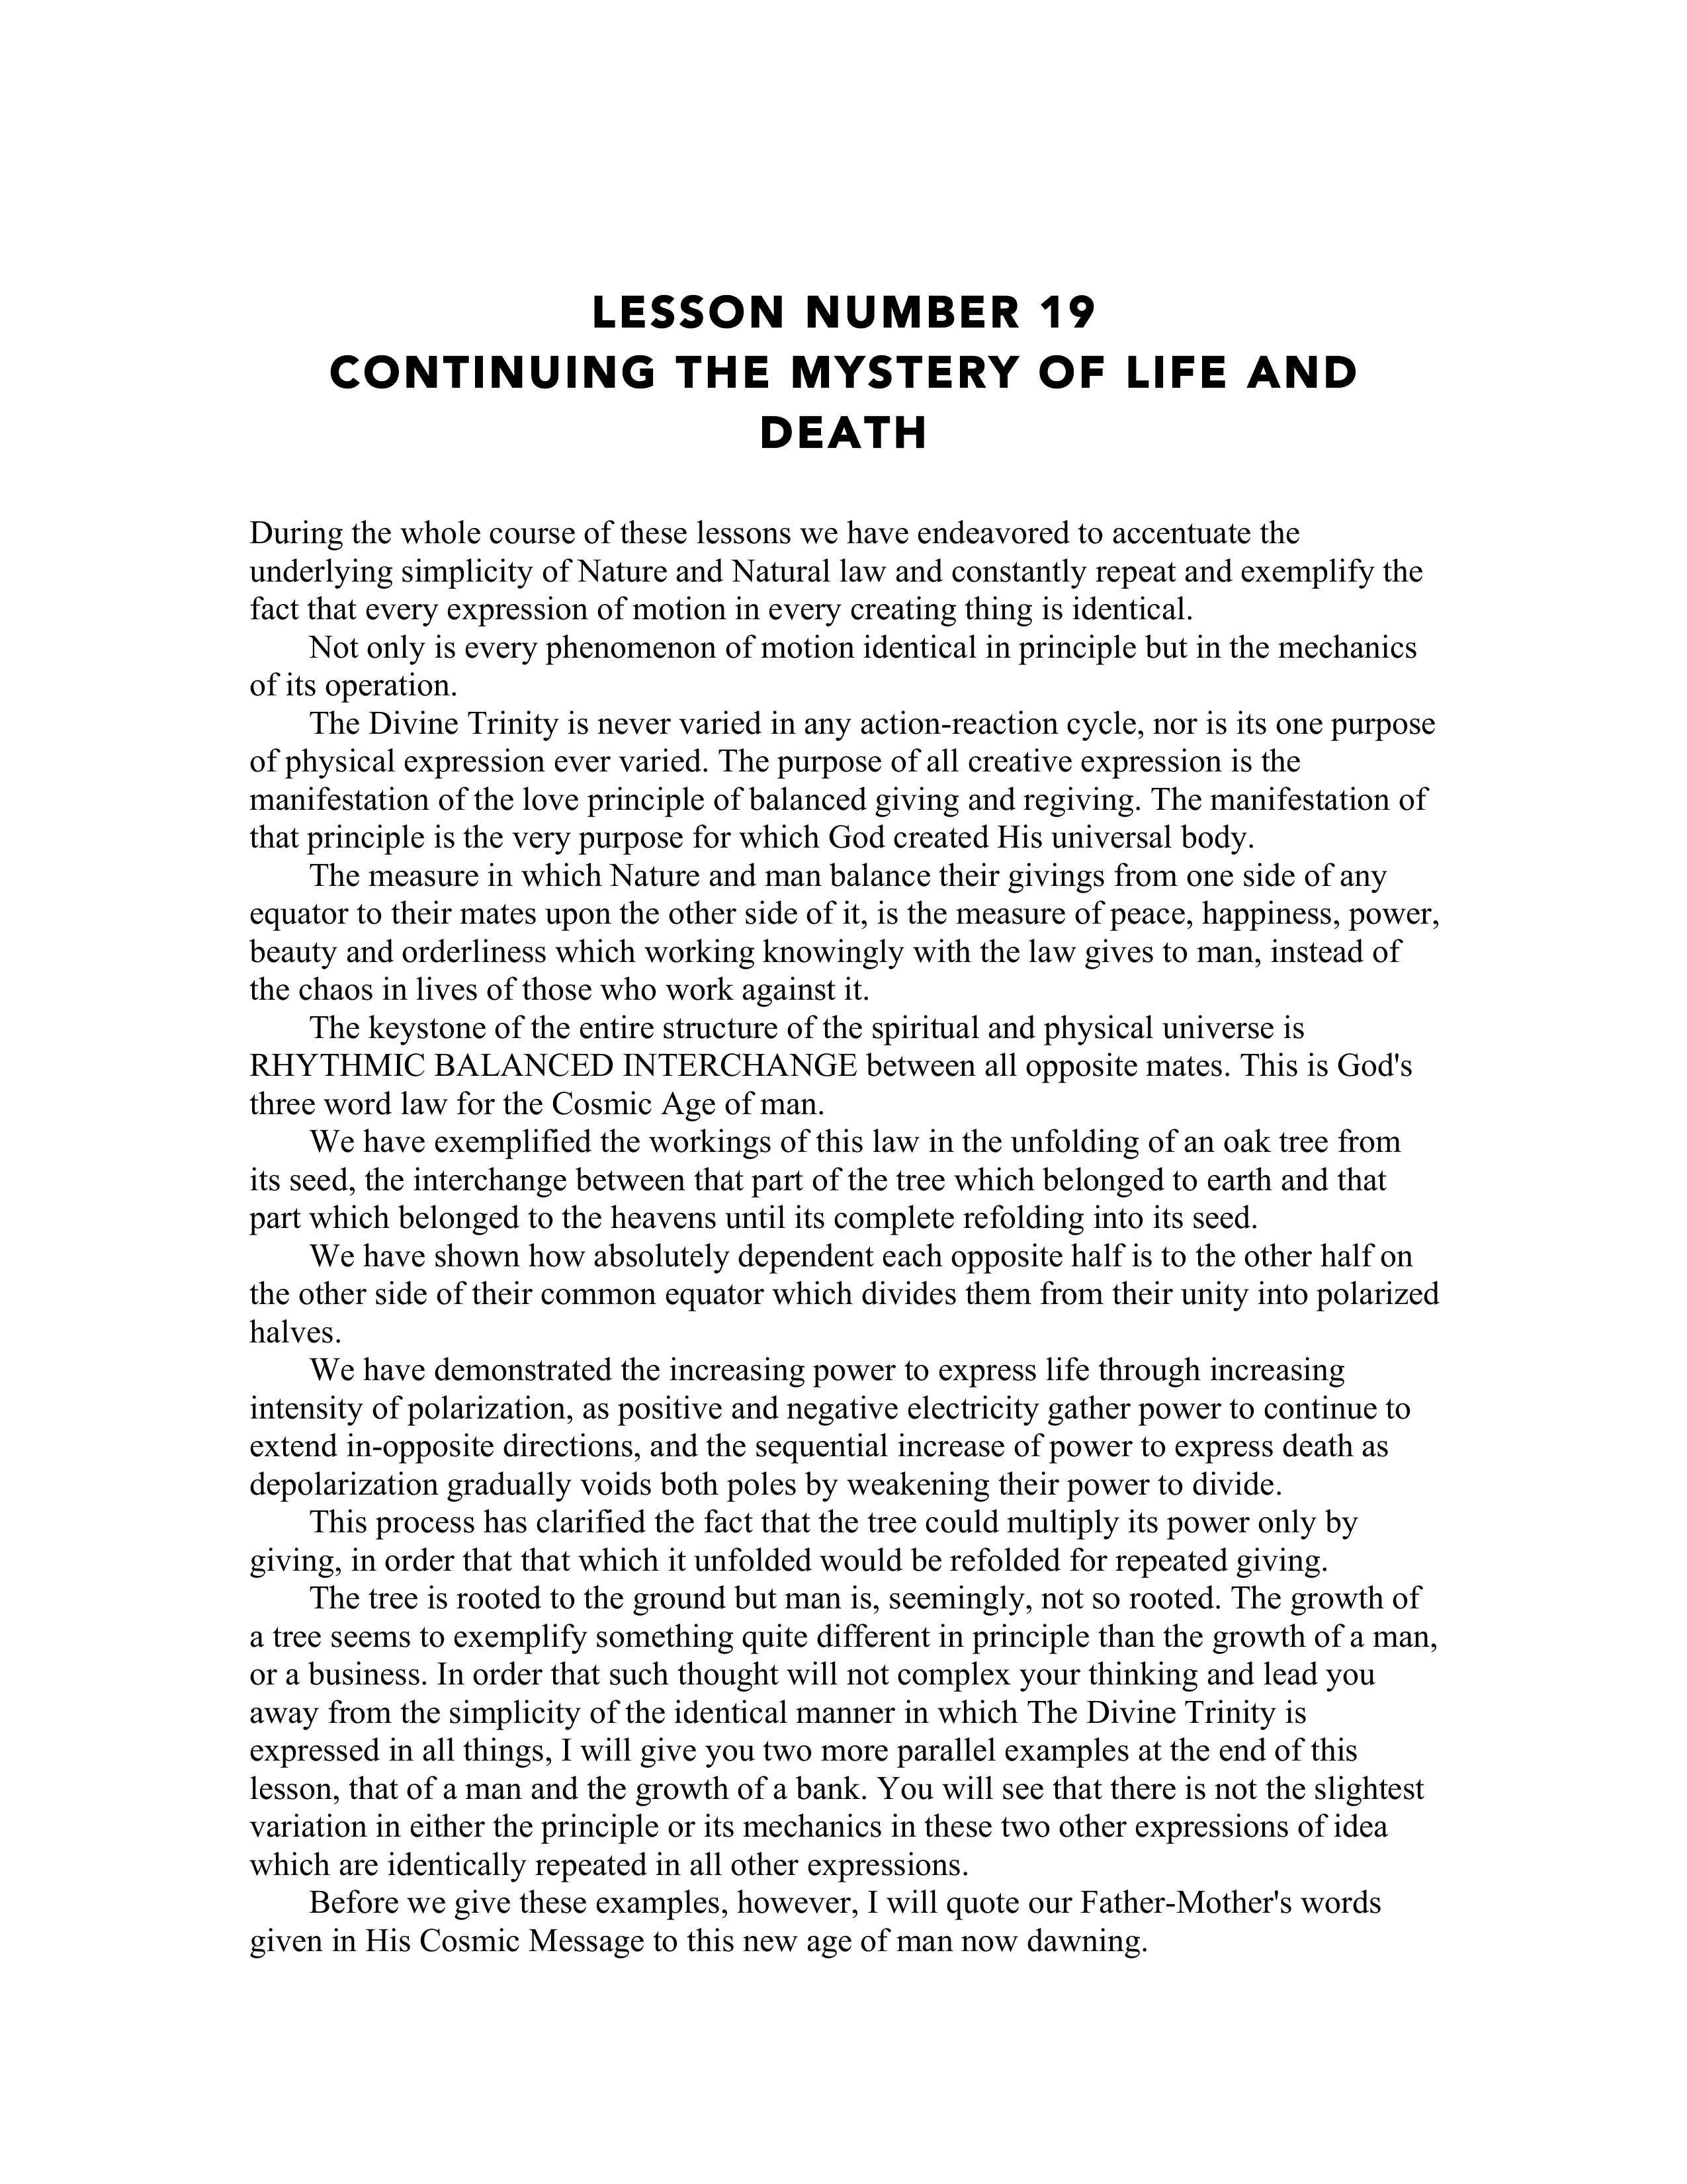 LESSON NUMBER 19
CONTINUING THE MYSTERY OF LIFE AND
DEATH
During the whole course of these lessons we have endeavored to accentuate the
underlying simplicity of Nature and Natural law and constantly repeat and exemplify the
fact that every expression of motion in every creating thing is identical.
Not only is every phenomenon of motion identical in principle but in the mechanics
of its operation.
The Divine Trinity is never varied in any action-reaction cycle, nor is its one purpose
of physical expression ever varied. The purpose of all creative expression is the
manifestation of the love principle of balanced giving and regiving. The manifestation of
that principle is the very purpose for which God created His universal body.
The measure in which Nature and man balance their givings from one side of any
equator to their mates upon the other side of it, is the measure of peace, happiness, power,
beauty and orderliness which working knowingly with the law gives to man, instead of
the chaos in lives of those who work against it.
The keystone of the entire structure of the spiritual and physical universe is
RHYTHMIC BALANCED INTERCHANGE between all opposite mates. This is God's
three word law for the Cosmic Age of man.
We have exemplified the workings of this law in the unfolding of an oak tree from
its seed, the interchange between that part of the tree which belonged to earth and that
part which belonged to the heavens until its complete refolding into its seed.
We have shown how absolutely dependent each opposite half is to the other half on
the other side of their common equator which divides them from their unity into polarized
halves.
We have demonstrated the increasing power to express life through increasing
intensity of polarization, as positive and negative electricity gather power to continue to
extend in-opposite directions, and the sequential increase of power to express death as
depolarization gradually voids both poles by weakening their power to divide.
This process has clarified the fact that the tree could multiply its power only by
giving, in order that that which it unfolded would be refolded for repeated giving.
The tree is rooted to the ground but man is, seemingly, not so rooted. The growth of
a tree seems to exemplify something quite different in principle than the growth of a man,
or a business. In order that such thought will not complex your thinking and lead you
away from the simplicity of the identical manner in which The Divine Trinity is
expressed in all things, I will give you two more parallel examples at the end of this
lesson, that of a man and the growth of a bank. You will see that there is not the slightest
variation in either the principle or its mechanics in these two other expressions of idea
which are identically repeated in all other expressions.
Before we give these examples, however, I will quote our Father-Mother's words
given in His Cosmic Message to this new age of man now dawning.